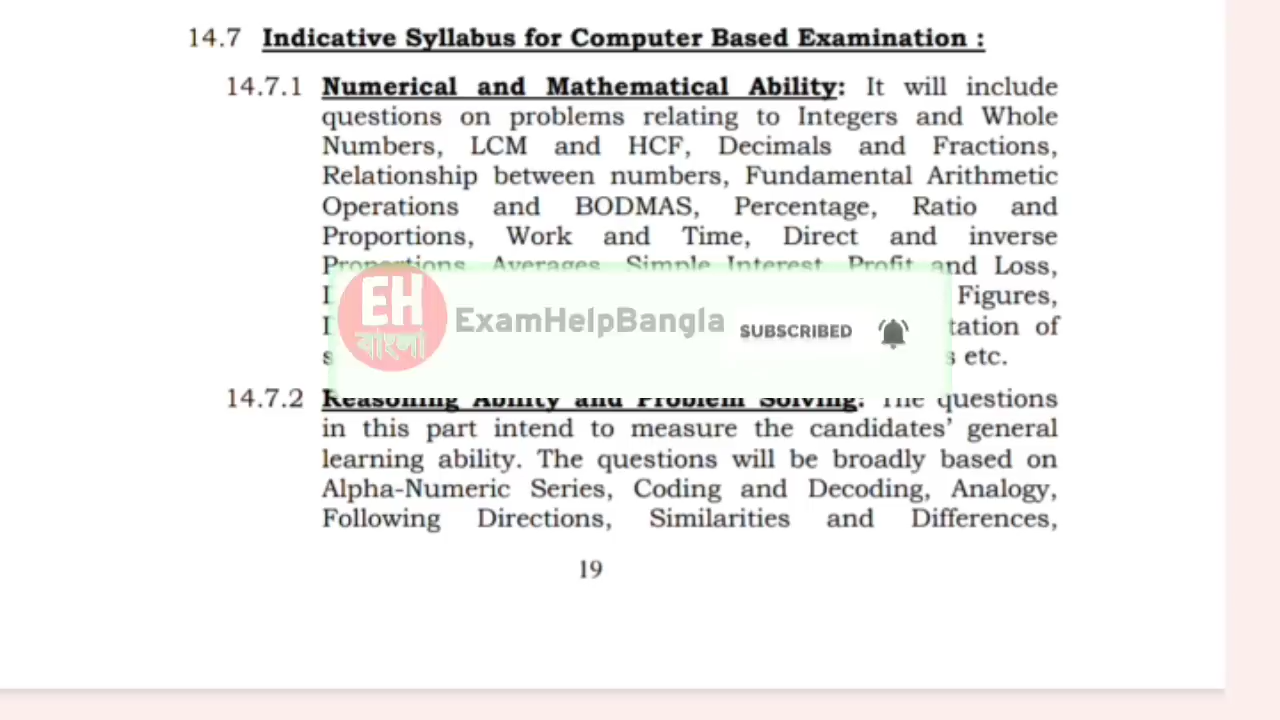 14.7 Indicative Syllabus for Computer Based Examination :
14.7.1 Numerical and Mathematical Ability: It will include
questions on problems relating to Integers and Whole
Numbers, LCM and HCF, Decimals and Fractions,
Relationship between numbers, Fundamental Arithmetic
Operations and BODMAS, Percentage, Ratio and
Proportions, Work and Time, Direct and inverse
Proportions, Averages, Simple Interest, Profit and Loss,
Figures,
of
etc.
EH
বাংলা
ExamHelpBangla
SUBSCRIBED
14.7.2 Reasoning Ability and Problem Solving: The questions
in this part intend to measure the candidates’ general
learning ability. The questions will be broadly based on
Alpha-Numeric Series, Coding and Decoding, Analogy,
Following Directions, Similarities and Differences,
19